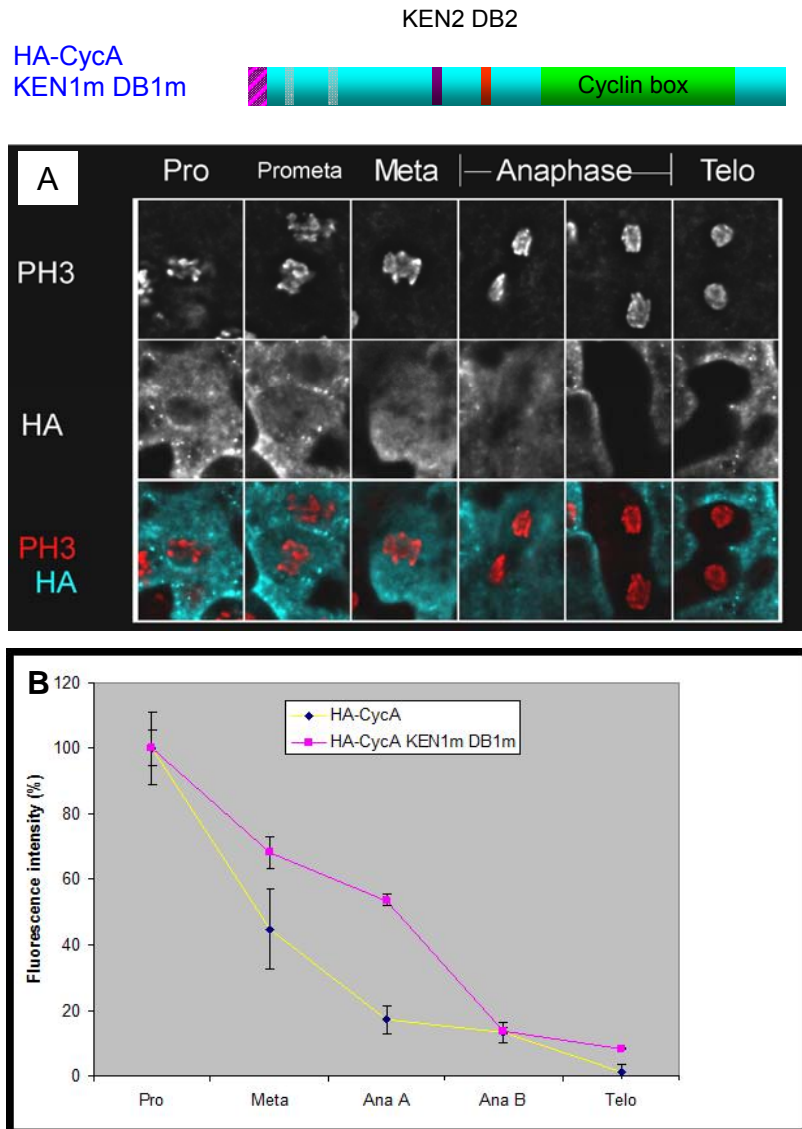 KEN2 DB2
HA-CycA
KEN1m DB1m
Cyclin box
A
Pro Prometa Meta Anaphase Telo
PH3
HA
PH3
HA
B
120
100
80
60
40
20
0
Fluorescence intensity (%)
HA-CycA
HA-CycA KEN1m DB1m
Pro Meta Ana A Ana B Telo